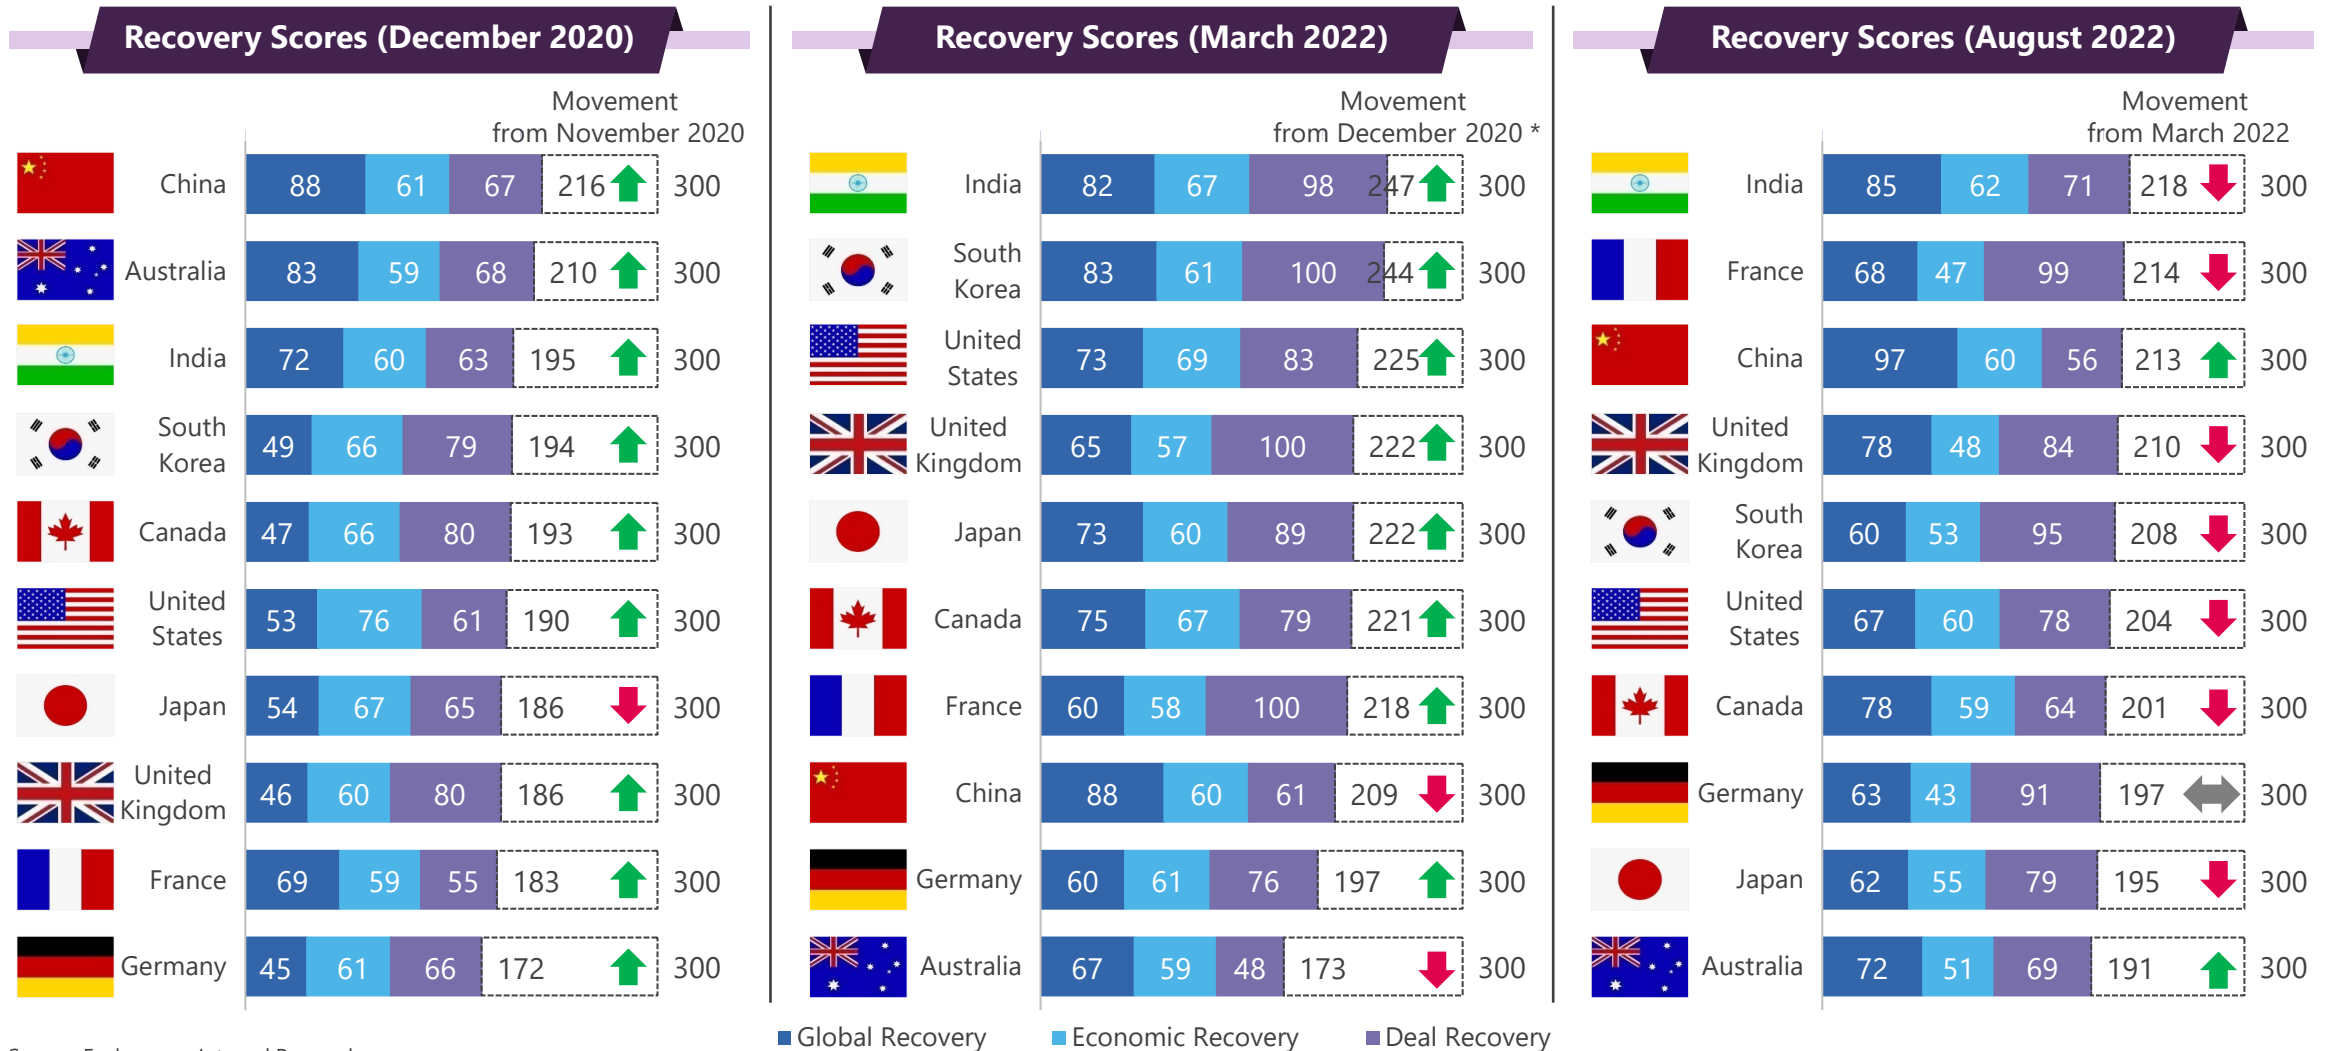 Recovery Scores (December 2020)
Movement
from November 2020
China 88 61 67 216 300
Australia 83 59 68 210 300
India 72 60 63 195 300
South
Korea 49 66 79 194 300
Canada 47 66 80 193 300
United
States 53 76 61 190 300
Japan 54 67 65 186 300
United
Kingdom 46 60 80 186 300
France 69 59 55 183 300
Germany 45 61 66 172 300
Recovery Scores (March 2022)
Movement
from December 2020 *
India 82 67 98 247 300
South
Korea 83 61 100 244 300
United
States 73 69 83 225 300
United
Kingdom 65 57 100 222 300
Japan 73 60 89 222 300
Canada 75 67 79 221 300
France 60 58 100 218 300
China 88 60 61 209 300
Germany 60 61 76 197 300
Australia 67 59 48 173 300
Recovery Scores (August 2022)
Movement
from March 2022
India 85 62 71 218 300
France 68 47 99 214 300
China 97 60 56 213 300
United
Kingdom 78 48 84 210 300
South
Korea 60 53 95 208 300
United
States 67 60 78 204 300
Canada 78 59 64 201 300
Germany 63 43 91 197 300
Japan 62 55 79 195 300
Australia 72 51 69 191 300
Global Recovery Economic Recovery Deal Recovery